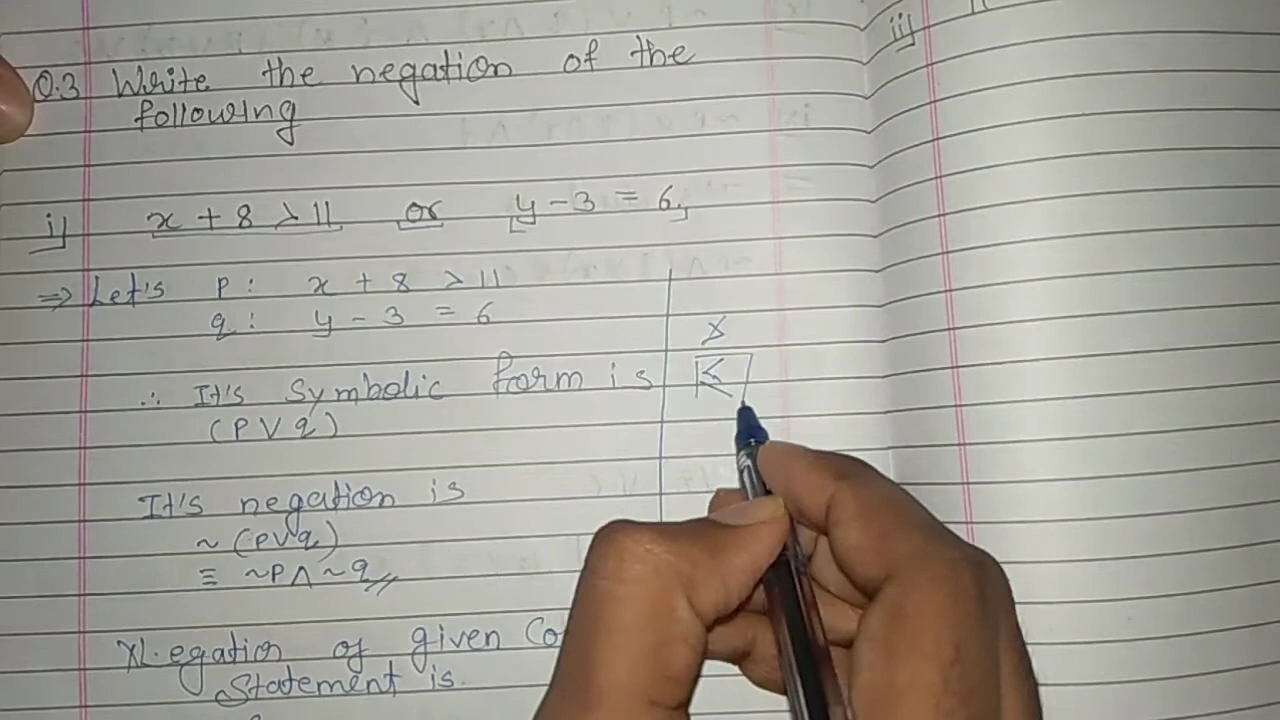 Q.3 Write the negation of the
following
i) x + 8 > 11 or y - 3 = 6.
⇒ Let's p : x + 8 > 11
q : y - 3 = 6
∴ It's Symbolic form is
(p ∨ q)
It's negation is
~ (p ∨ q)
≡ ~p ∧ ~q //
Negation of given Co
Statement is.
≯
≤
ii)